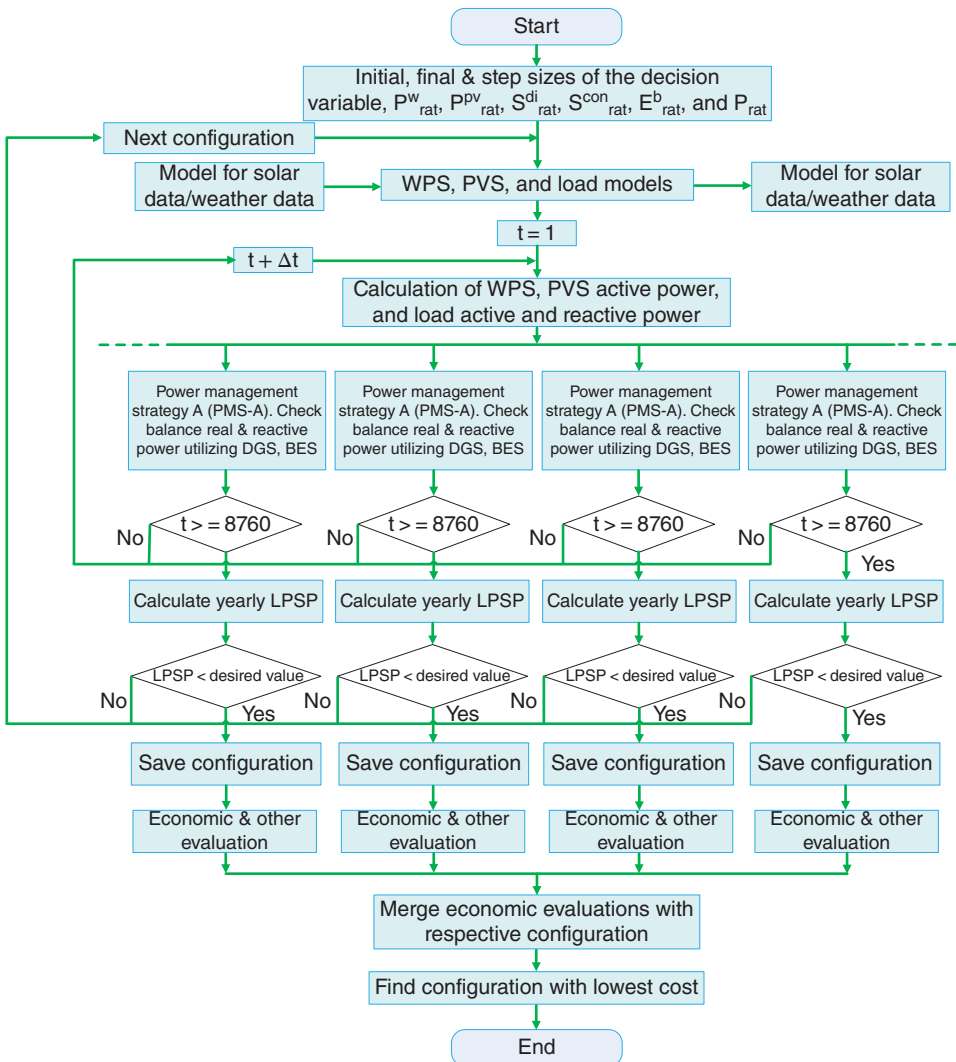 Start
Initial, final & step sizes of the decision
variable, P^w_rat, P^pv_rat, S^di_rat, S^con_rat, E^b_rat, and P_rat
Next configuration
Model for solar
data/weather data
WPS, PVS, and load models
Model for solar
data/weather data
t = 1
t + Δt
Calculation of WPS, PVS active power,
and load active and reactive power
Power management
strategy A (PMS-A). Check
balance real & reactive
power utilizing DGS, BES
Power management
strategy A (PMS-A). Check
balance real & reactive
power utilizing DGS, BES
Power management
strategy A (PMS-A). Check
balance real & reactive
power utilizing DGS, BES
Power management
strategy A (PMS-A). Check
balance real & reactive
power utilizing DGS, BES
t > = 8760
t > = 8760
t > = 8760
t > = 8760
No
No
No
No
Yes
Calculate yearly LPSP
Calculate yearly LPSP
Calculate yearly LPSP
Calculate yearly LPSP
LPSP < desired value
LPSP < desired value
LPSP < desired value
LPSP < desired value
No
No
No
No
Yes
Yes
Yes
Yes
Save configuration
Save configuration
Save configuration
Save configuration
Economic & other
evaluation
Economic & other
evaluation
Economic & other
evaluation
Economic & other
evaluation
Merge economic evaluations with
respective configuration
Find configuration with lowest cost
End